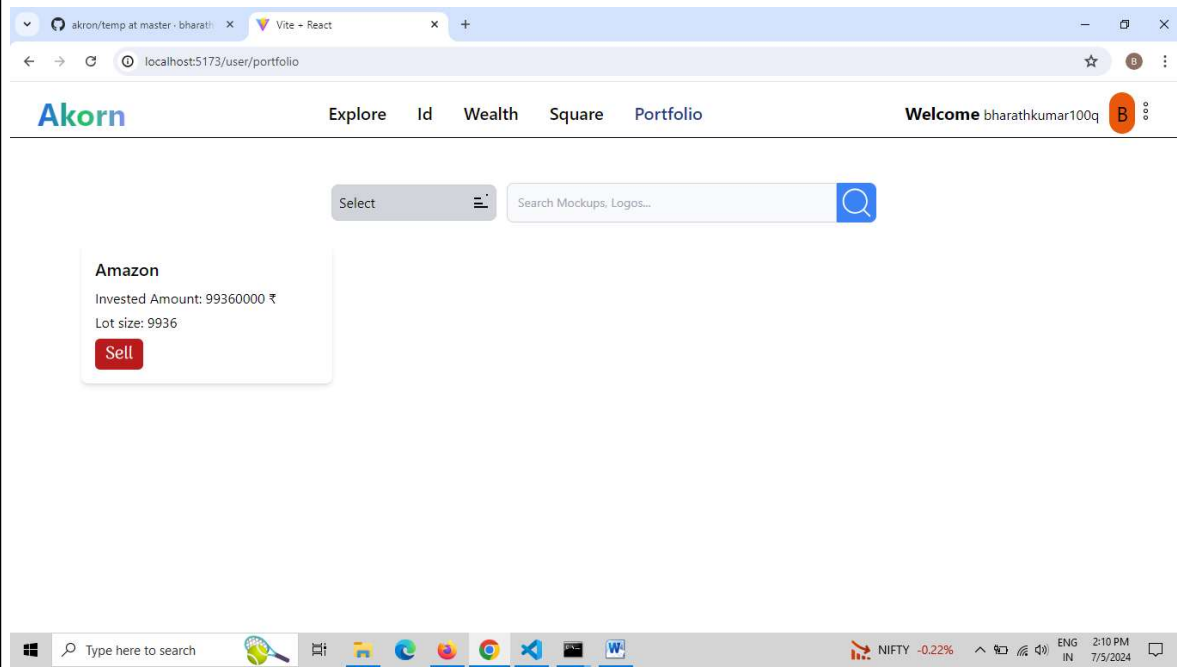 akron/temp at master · bharath
Vite + React
localhost:5173/user/portfolio
B
Akorn
Explore Id Wealth Square Portfolio
Welcome bharathkumar100q B
Select
Search Mockups, Logos...
Amazon
Invested Amount: 99360000 ₹
Lot size: 9936
Sell
Type here to search
NIFTY -0.22%
ENG
IN
2:10 PM
7/5/2024